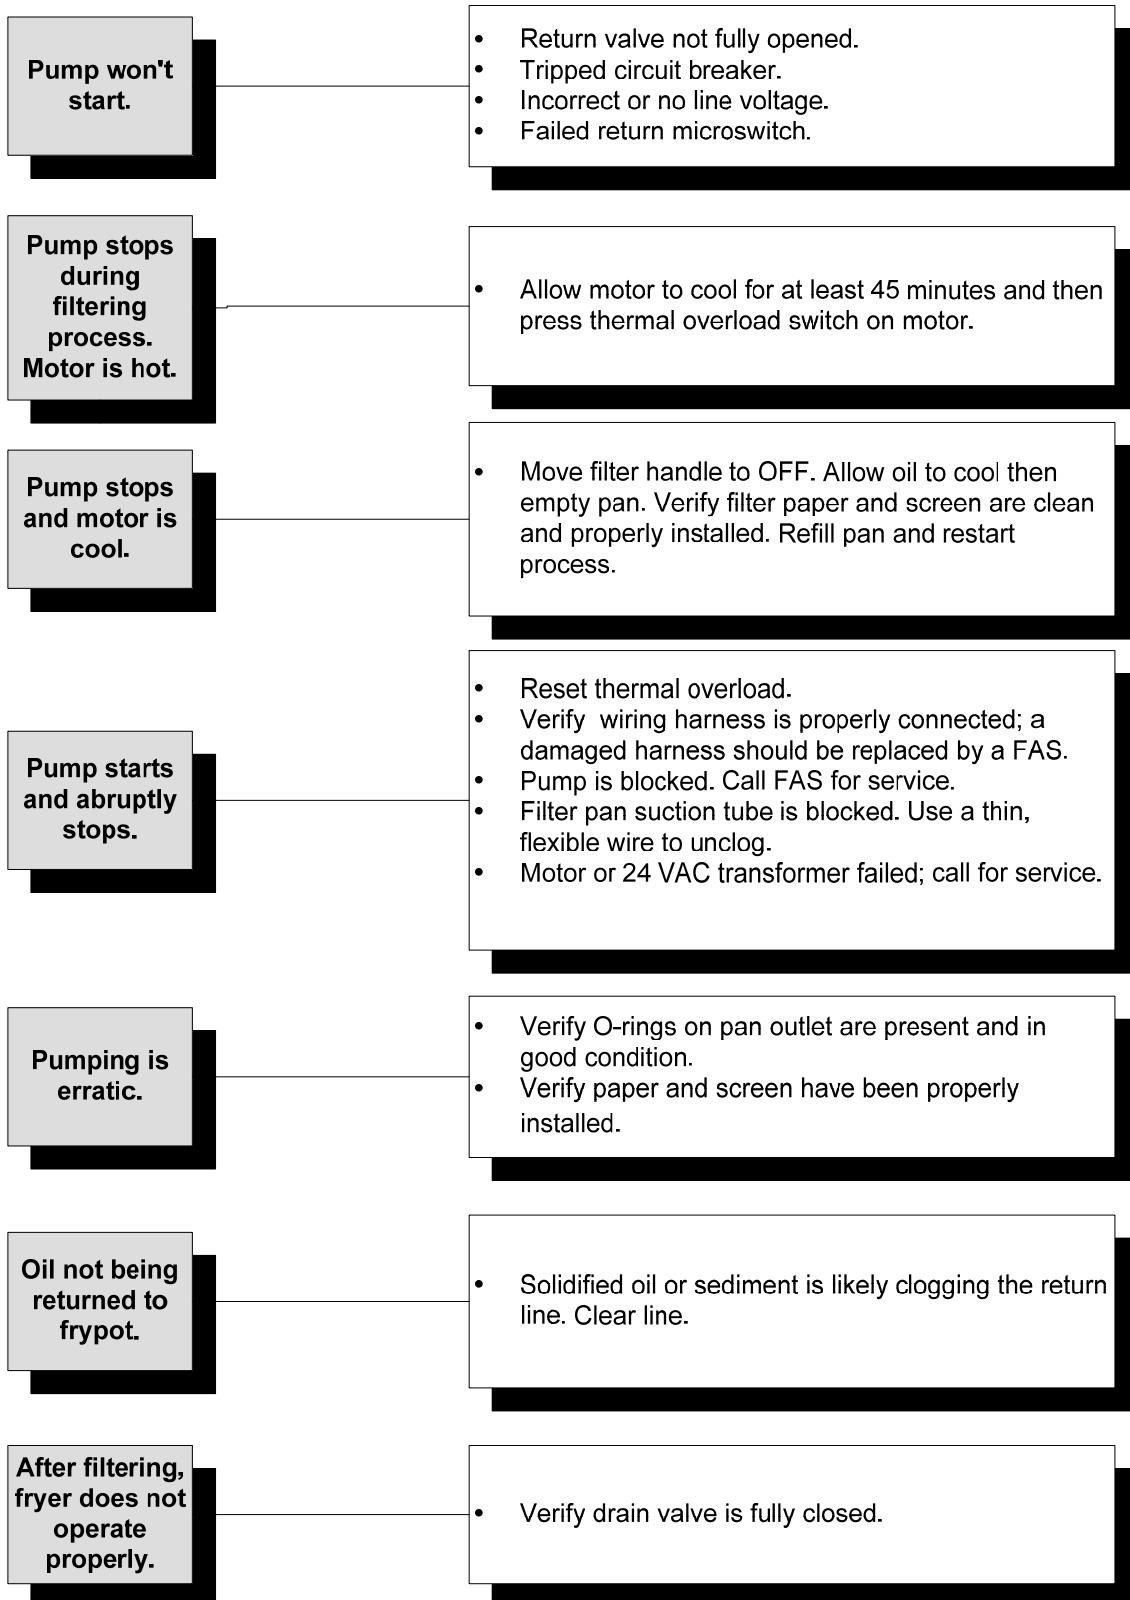 Pump won't
start.
• Return valve not fully opened.
• Tripped circuit breaker.
• Incorrect or no line voltage.
• Failed return microswitch.
Pump stops
during
filtering
process.
Motor is hot.
• Allow motor to cool for at least 45 minutes and then
press thermal overload switch on motor.
Pump stops
and motor is
cool.
• Move filter handle to OFF. Allow oil to cool then
empty pan. Verify filter paper and screen are clean
and properly installed. Refill pan and restart
process.
Pump starts
and abruptly
stops.
• Reset thermal overload.
• Verify wiring harness is properly connected; a
damaged harness should be replaced by a FAS.
• Pump is blocked. Call FAS for service.
• Filter pan suction tube is blocked. Use a thin,
flexible wire to unclog.
• Motor or 24 VAC transformer failed; call for service.
Pumping is
erratic.
• Verify O-rings on pan outlet are present and in
good condition.
• Verify paper and screen have been properly
installed.
Oil not being
returned to
frypot.
• Solidified oil or sediment is likely clogging the return
line. Clear line.
After filtering,
fryer does not
operate
properly.
• Verify drain valve is fully closed.